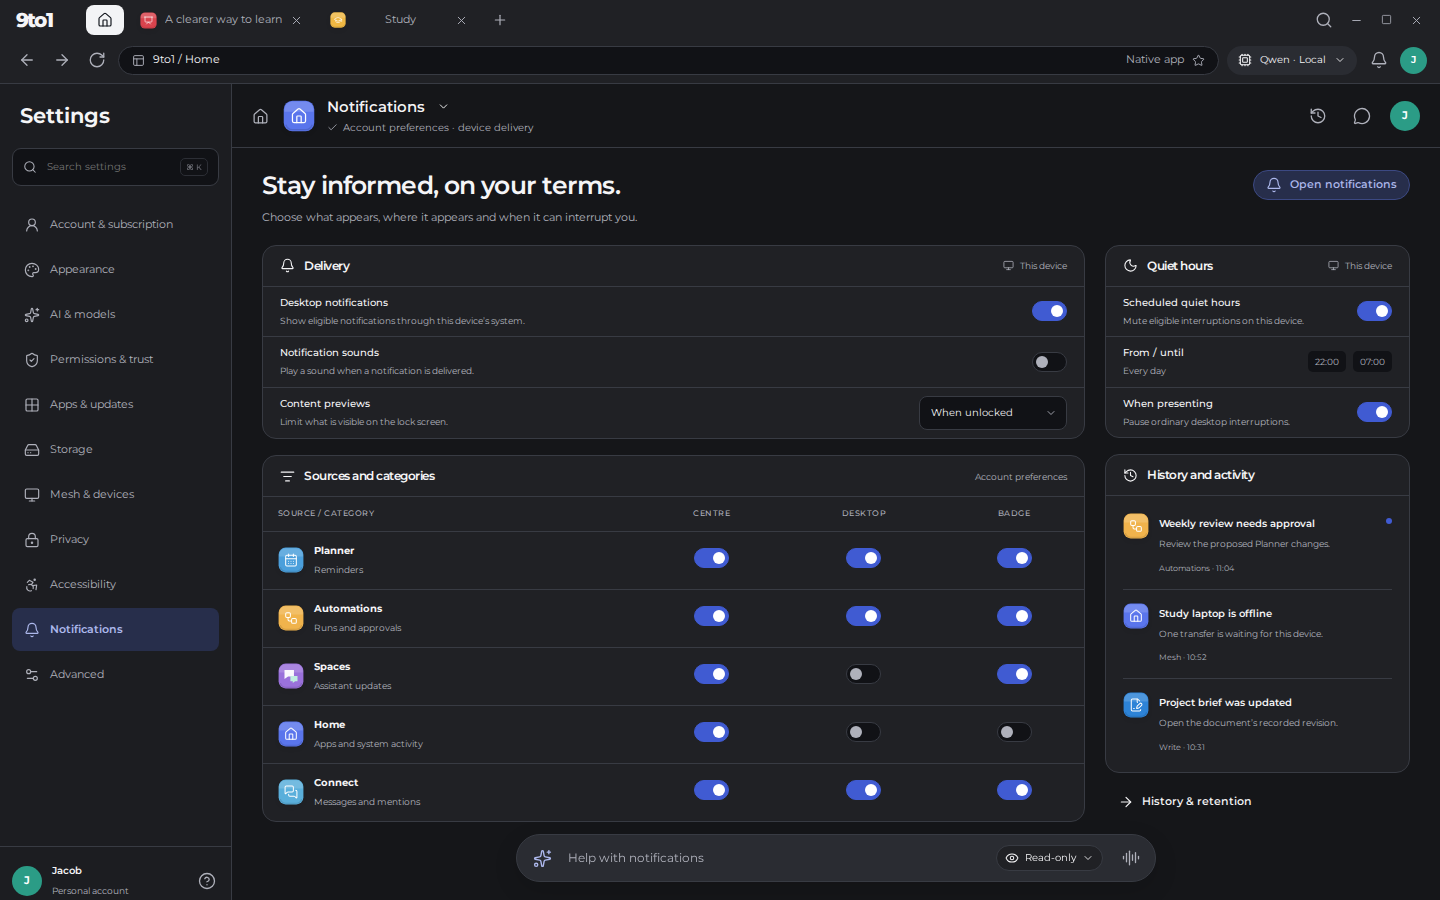 9to1
A clearer way to learn
Study
9to1 / Home
Native app
Qwen · Local
J
Settings
Search settings
⌘ K
Account & subscription
Appearance
AI & models
Permissions & trust
Apps & updates
Storage
Mesh & devices
Privacy
Accessibility
Notifications
Advanced
J
Jacob
Personal account
Notifications
Account preferences · device delivery
J
Stay informed, on your terms.
Choose what appears, where it appears and when it can interrupt you.
Open notifications
Delivery
This device
Desktop notifications
Show eligible notifications through this device's system.
Notification sounds
Play a sound when a notification is delivered.
Content previews
Limit what is visible on the lock screen.
When unlocked
Sources and categories
Account preferences
SOURCE / CATEGORY
CENTRE
DESKTOP
BADGE
Planner
Reminders
Automations
Runs and approvals
Spaces
Assistant updates
Home
Apps and system activity
Connect
Messages and mentions
Quiet hours
This device
Scheduled quiet hours
Mute eligible interruptions on this device.
From / until
Every day
22:00
07:00
When presenting
Pause ordinary desktop interruptions.
History and activity
Weekly review needs approval
Review the proposed Planner changes.
Automations · 11:04
Study laptop is offline
One transfer is waiting for this device.
Mesh · 10:52
Project brief was updated
Open the document's recorded revision.
Write · 10:31
History & retention
Help with notifications
Read-only